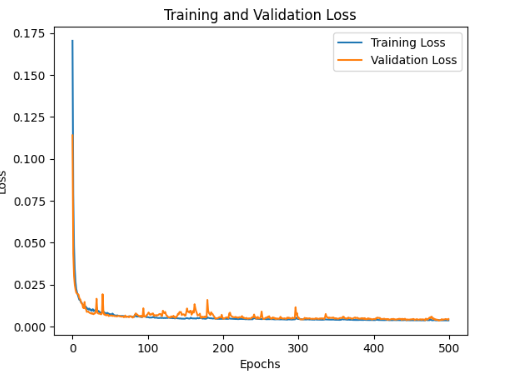 Training and Validation Loss
0.175
0.150
0.125
0.100
0.075
0.050
0.025
0.000
Loss
Training Loss
Validation Loss
0
100
200
300
400
500
Epochs